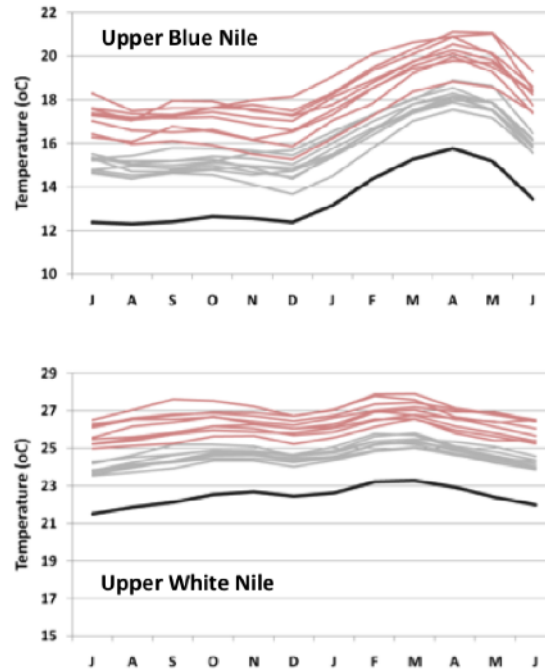 Upper Blue Nile
Temperature (oC)
22
20
18
16
14
12
10
J A S O N D J F M A M J
Temperature (oC)
29
27
25
23
21
19
17
15
Upper White Nile
J A S O N D J F M A M J